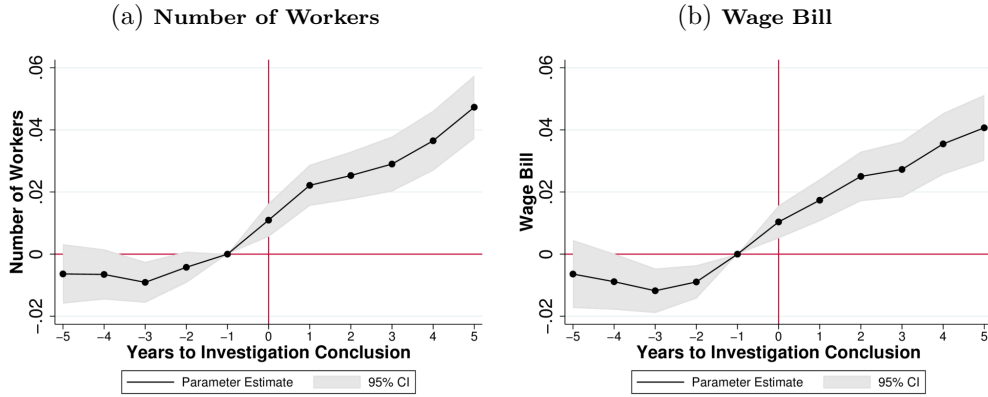 (a) Number of Workers
Number of Workers
.06
.04
.02
0
-.02
-5 -4 -3 -2 -1 0 1 2 3 4 5
Years to Investigation Conclusion
Parameter Estimate 95% CI
(b) Wage Bill
Wage Bill
.06
.04
.02
0
-.02
-5 -4 -3 -2 -1 0 1 2 3 4 5
Years to Investigation Conclusion
Parameter Estimate 95% CI